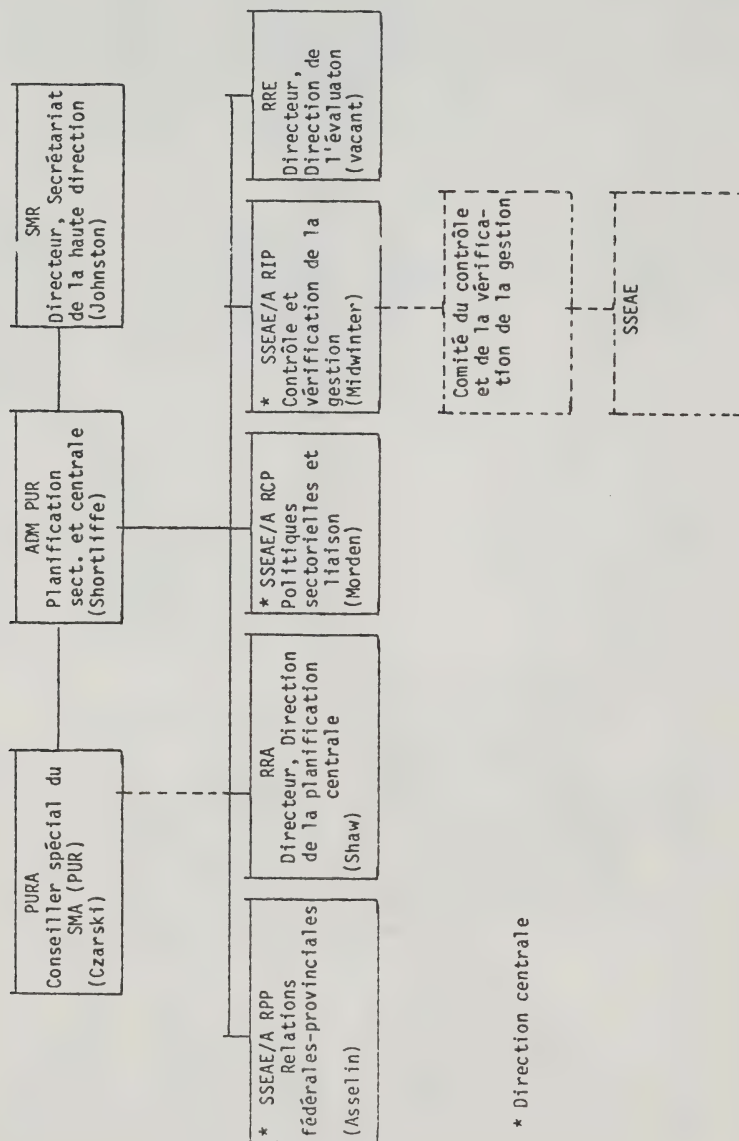 PURA
Conseiller spécial du
SMA (PUR)
(Czarski)
ADM PUR
Planification
sect. et centrale
(Shortliffe)
SMR
Directeur, Secrétariat
de la haute direction
(Johnston)
* SSEAE/A RPP
Relations
fédérales-provinciales
(Asselin)
RRA
Directeur, Direction
de la planification
centrale
(Shaw)
* SSEAE/A RCP
Politiques
sectorielles et
liaison
(Morden)
* SSEAE/A RIP
Contrôle et
vérification de la
gestion
(Midwinter)
RRE
Directeur,
Direction de
l'évaluaton
(vacant)
Comité du contrôle
et de la vérifica-
tion de la gestion
SSEAE
* Direction centrale